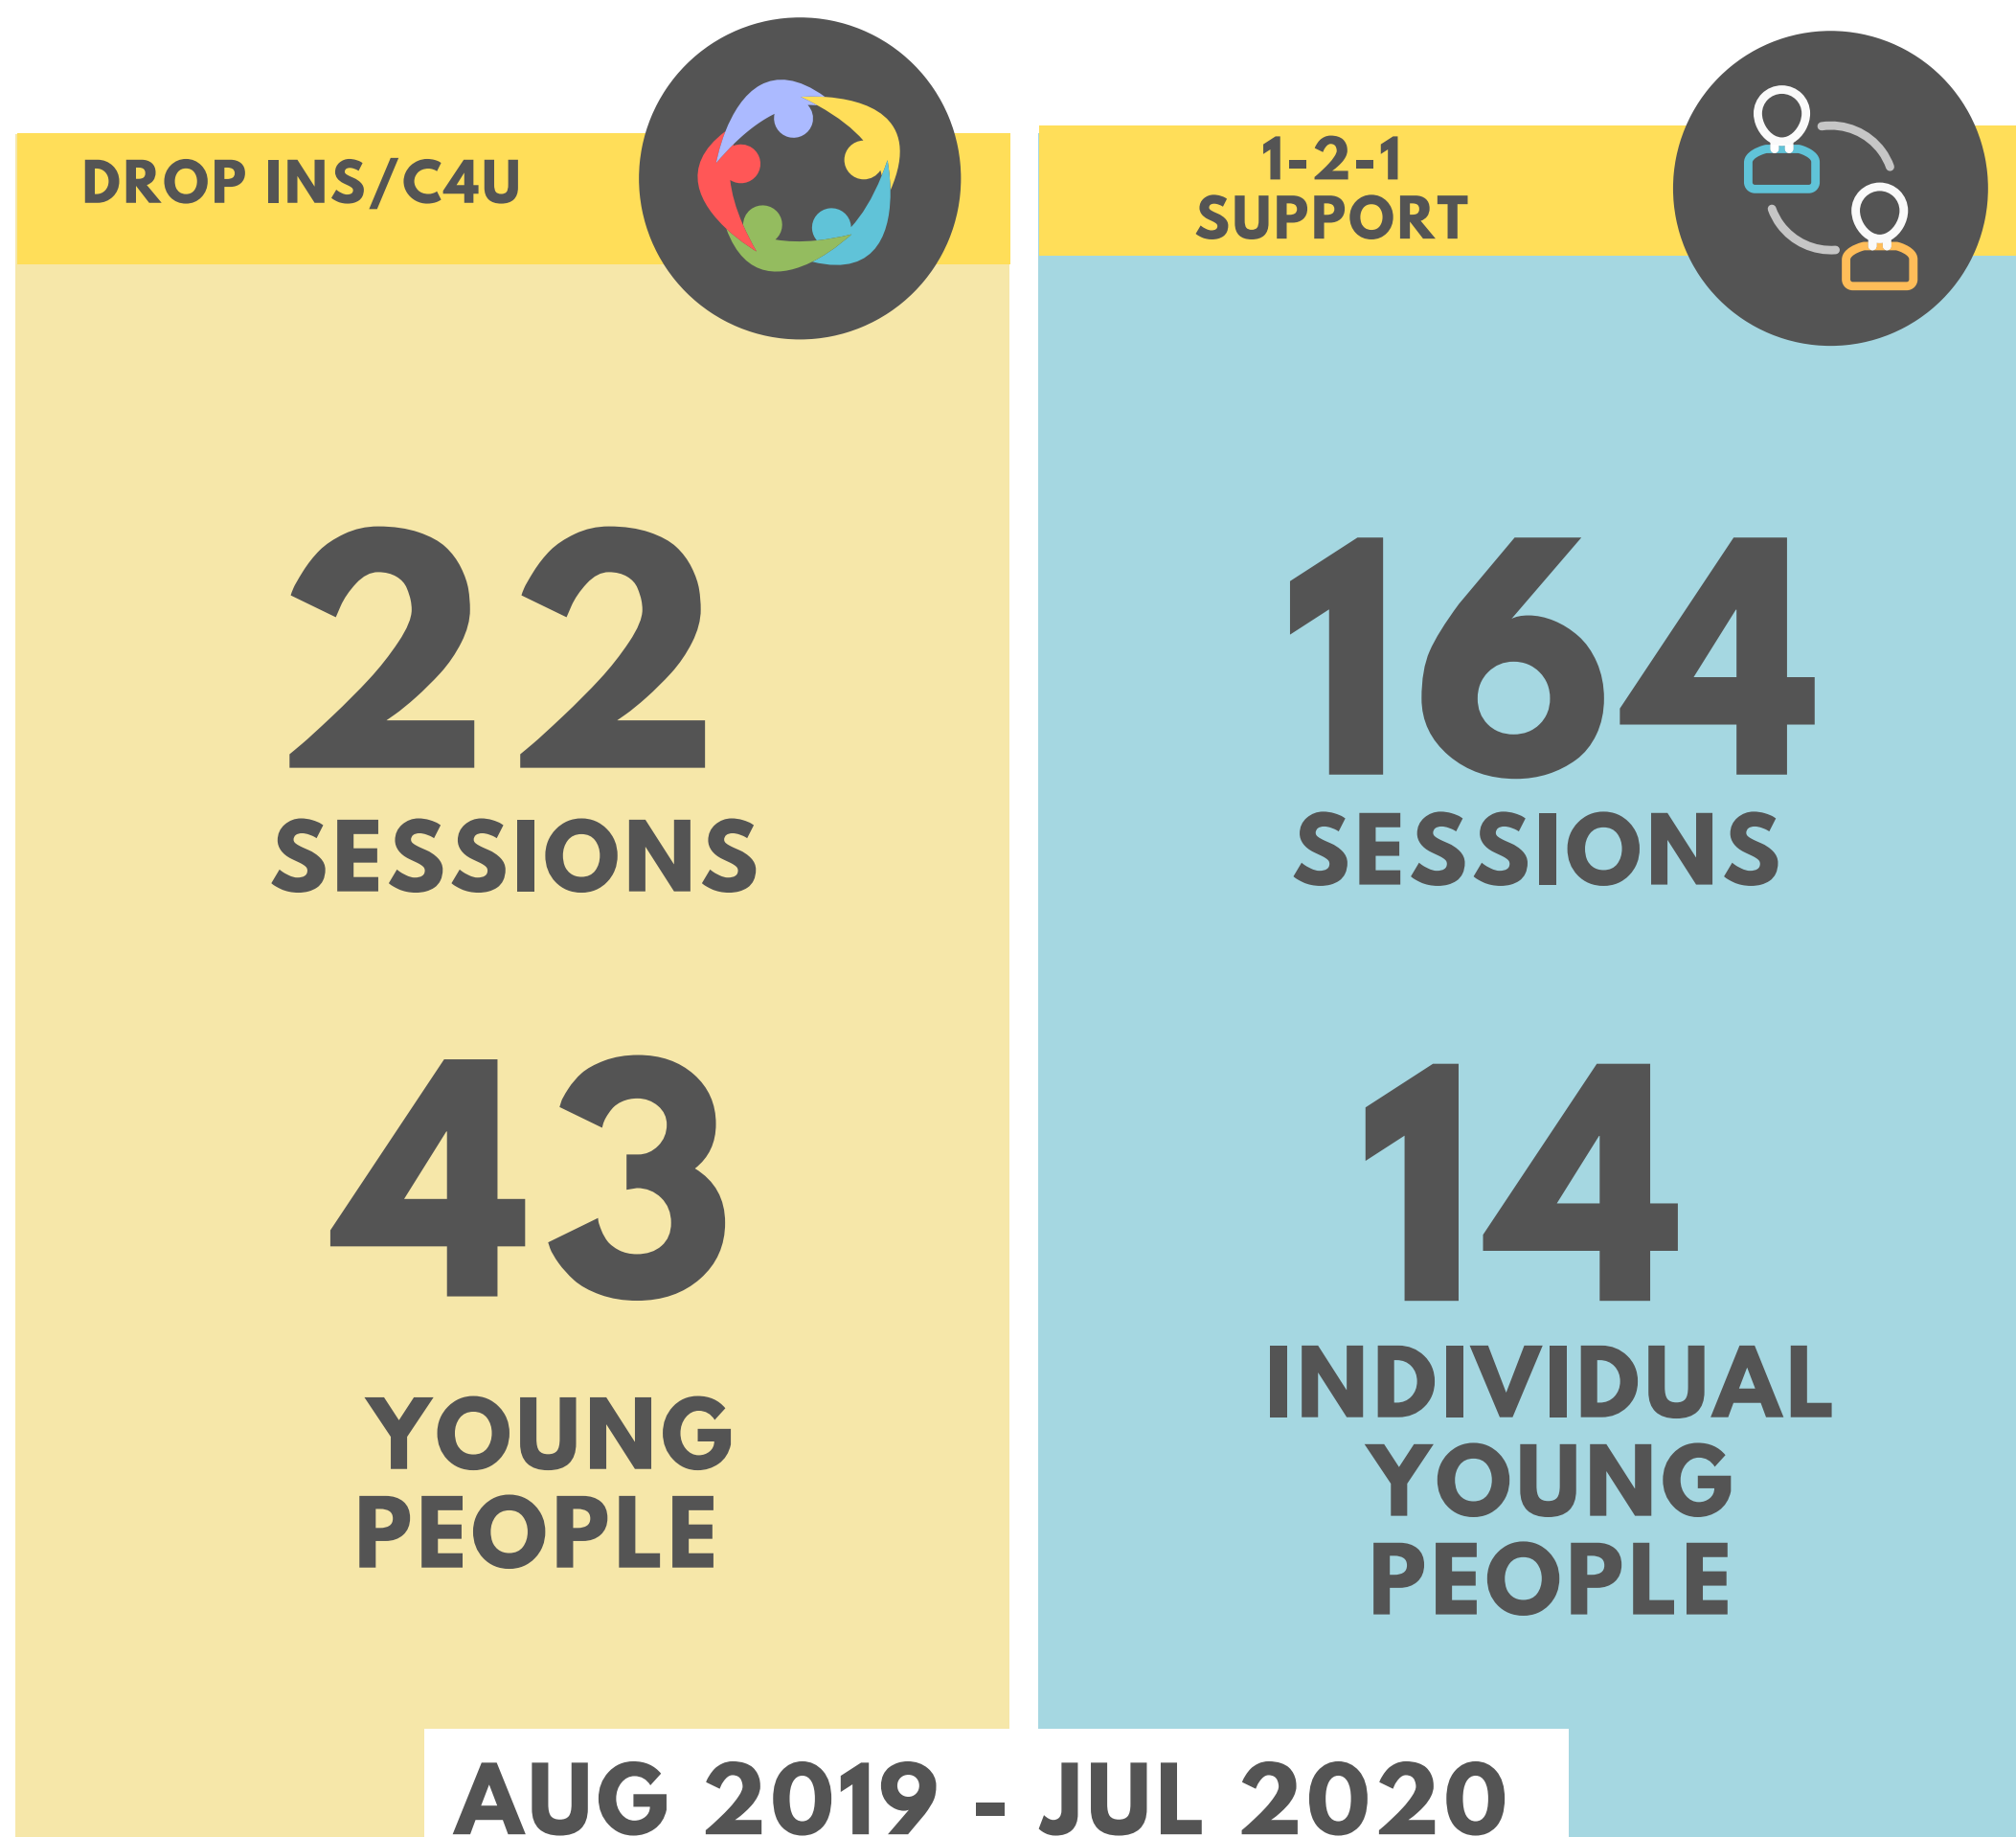 DROP INS/C4U
22
SESSIONS
43
YOUNG
PEOPLE
1-2-1
SUPPORT
164
SESSIONS
14
INDIVIDUAL
YOUNG
PEOPLE
AUG 2019 - JUL 2020